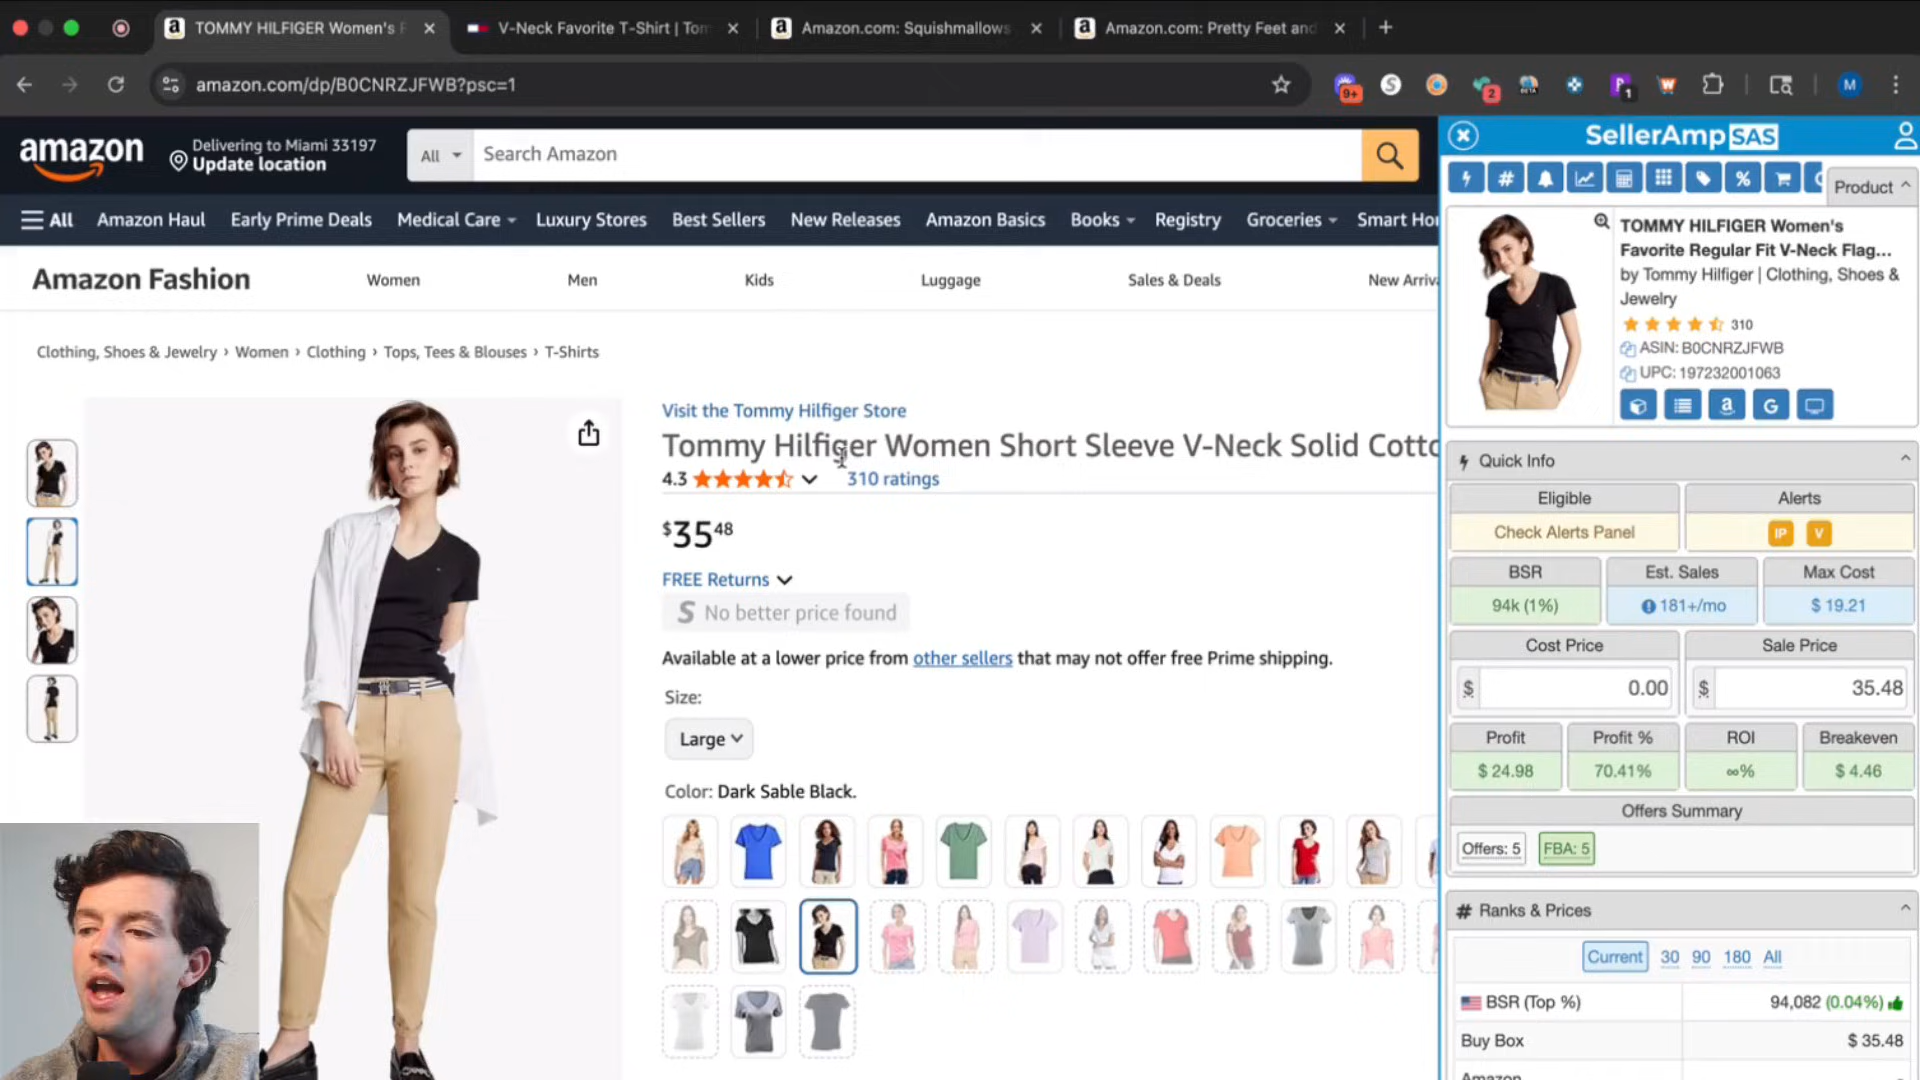 TOMMY HILFIGER Women's F
V-Neck Favorite T-Shirt | Tom
Amazon.com: Squishmallows
Amazon.com: Pretty Feet and
amazon.com/dp/B0CNRZJFWB?psc=1
9+
S
2
BETA
1
M
amazon
Delivering to Miami 33197
Update location
All
Search Amazon
All
Amazon Haul
Early Prime Deals
Medical Care
Luxury Stores
Best Sellers
New Releases
Amazon Basics
Books
Registry
Groceries
Smart Hom
Amazon Fashion
Women
Men
Kids
Luggage
Sales & Deals
New Arriva
Clothing, Shoes & Jewelry › Women › Clothing › Tops, Tees & Blouses › T-Shirts
Visit the Tommy Hilfiger Store
Tommy Hilfiger Women Short Sleeve V-Neck Solid Cotto
4.3
310 ratings
$35 48
FREE Returns
S No better price found
Available at a lower price from other sellers that may not offer free Prime shipping.
Size:
Large
Color: Dark Sable Black.
SellerAmp SAS
Product
TOMMY HILFIGER Women's
Favorite Regular Fit V-Neck Flag...
by Tommy Hilfiger | Clothing, Shoes &
Jewelry
310
ASIN: B0CNRZJFWB
UPC: 197232001063
Quick Info
Eligible
Alerts
Check Alerts Panel
IP
V
BSR
Est. Sales
Max Cost
94k (1%)
181+/mo
$ 19.21
Cost Price
Sale Price
$ 0.00
$ 35.48
Profit
Profit %
ROI
Breakeven
$ 24.98
70.41%
∞%
$ 4.46
Offers Summary
Offers: 5
FBA: 5
# Ranks & Prices
Current
30
90
180
All
BSR (Top %)
94,082 (0.04%)
Buy Box
$ 35.48
Amazon